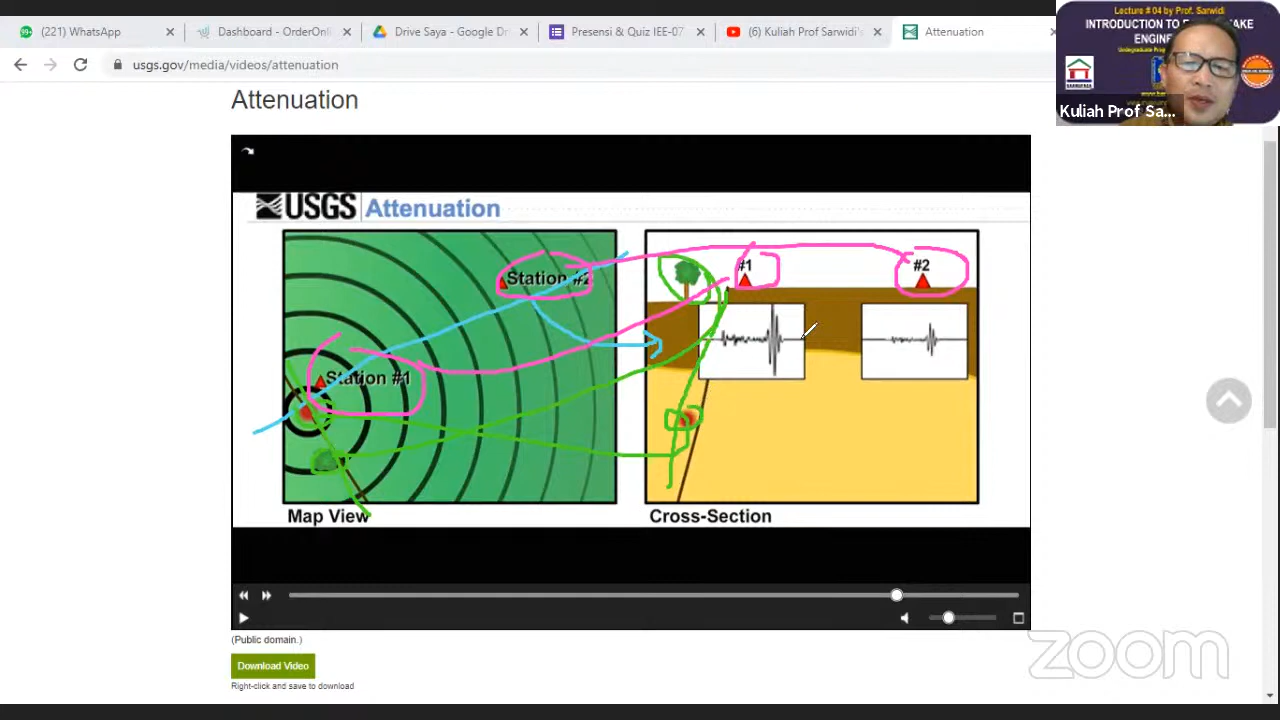 (221) WhatsApp
Dashboard - OrderOnl
Drive Saya - Google D
Presensi & Quiz IEE-07
(6) Kuliah Prof Sarwidi's
Attenuation
usgs.gov/media/videos/attenuation
Lecture # 04 by Prof. Sarwidi
INTRODUCTION TO
Kuliah Prof Sa...
Attenuation
USGS Attenuation
Station #2
#1
#2
Station #1
Map View
Cross-Section
(Public domain.)
Download Video
Right-click and save to download
zoom